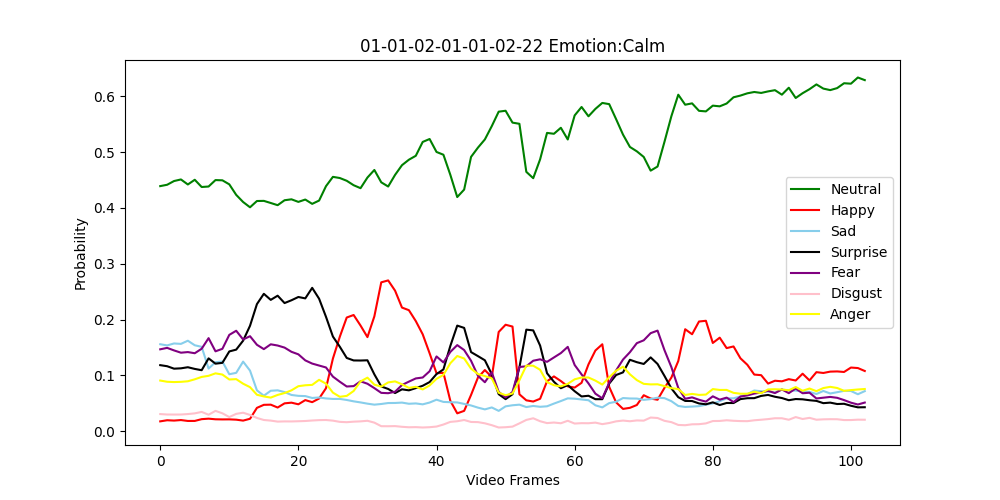 01-01-02-01-01-02-22 Emotion:Calm
Probability
0.6
0.5
0.4
0.3
0.2
0.1
0.0
Neutral
Happy
Sad
Surprise
Fear
Disgust
Anger
0 20 40 60 80 100
Video Frames